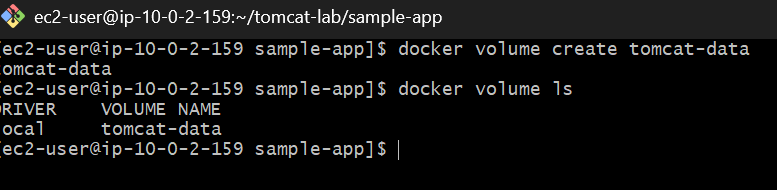 ec2-user@ip-10-0-2-159:~/tomcat-lab/sample-app
[ec2-user@ip-10-0-2-159 sample-app]$ docker volume create tomcat-data
omcat-data
[ec2-user@ip-10-0-2-159 sample-app]$ docker volume ls
DRIVER    VOLUME NAME
ocal     tomcat-data
[ec2-user@ip-10-0-2-159 sample-app]$